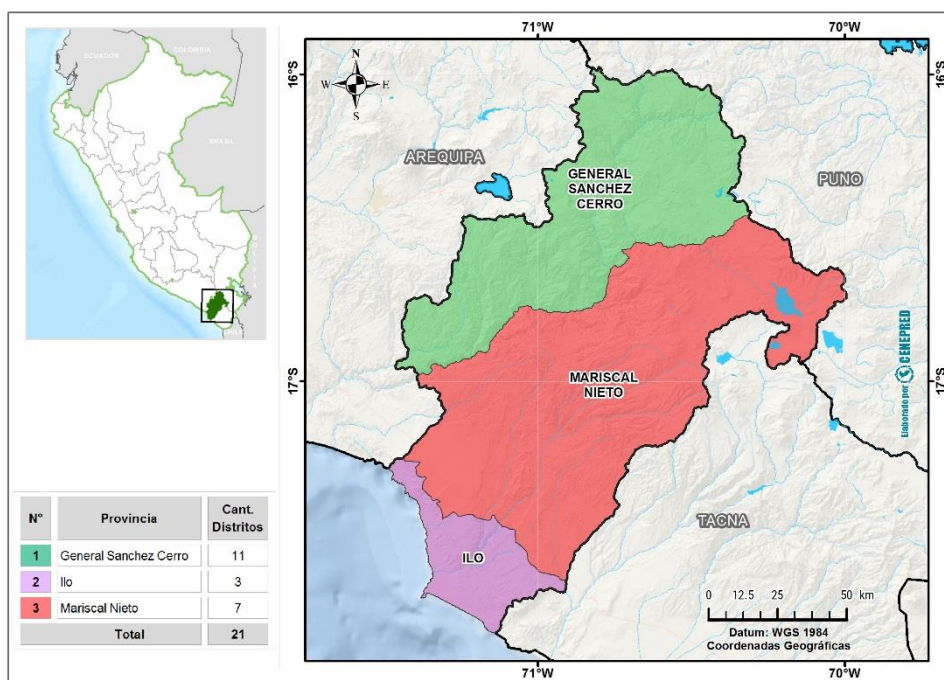 ECUADOR
COLOMBIA
BRASIL
BOLIVIA
N° Provincia Cant. Distritos
1 General Sanchez Cerro 11
2 Ilo 3
3 Mariscal Nieto 7
Total 21
71°W
70°W
16°S
16°S
N
W E
S
AREQUIPA
GENERAL
SANCHEZ
CERRO
PUNO
17°S
17°S
MARISCAL
NIETO
Elaborado por CENEPRED
TACNA
ILO
0 12.5 25 50 km
Datum: WGS 1984
Coordenadas Geográficas
71°W
70°W